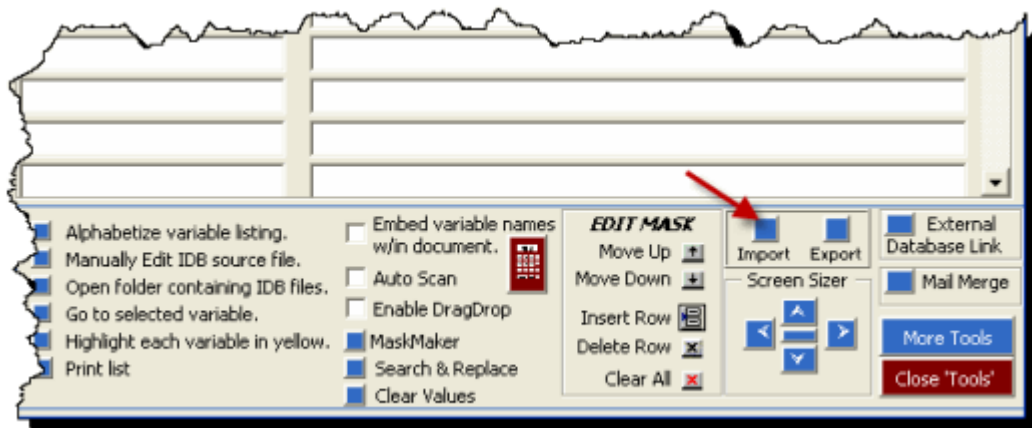 Alphabetize variable listing.
Manually Edit IDB source file.
Open folder containing IDB files.
Go to selected variable.
Highlight each variable in yellow.
Print list
Embed variable names
w/in document.
Auto Scan
Enable DragDrop
MaskMaker
Search & Replace
Clear Values
EDIT MASK
Move Up
Move Down
Insert Row
Delete Row
Clear All
Import Export
Screen Sizer
External
Database Link
Mail Merge
More Tools
Close 'Tools'